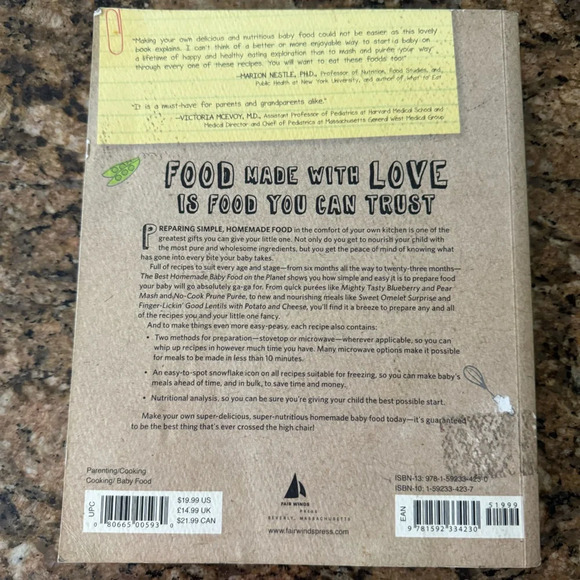 "Making your own delicious and nutritious baby food could not be easier as this lovely
book explains. I can't think of a better or more enjoyable way to start a baby on
a lifetime of happy and healthy eating exploration than to mash and purée your way
through every one of these recipes. You will want to eat these foods too!"
—MARION NESTLE, PH.D., Professor of Nutrition, Food Studies, and
Public Health at New York University, and author of What to Eat
"It is a must-have for parents and grandparents alike."
—VICTORIA MCEVOY, M.D., Assistant Professor of Pediatrics at Harvard Medical School and
Medical Director and Chief of Pediatrics at Massachusetts General West Medical Group
FOOD MADE WITH LOVE
IS FOOD YOU CAN TRUST
PREPARING SIMPLE, HOMEMADE FOOD in the comfort of your own kitchen is one of the
greatest gifts you can give your little one. Not only do you get to nourish your child with
the most pure and wholesome ingredients, but you get the peace of mind of knowing what
has gone into every bite your baby takes.
Full of recipes to suit every age and stage—from six months all the way to twenty-three months—
The Best Homemade Baby Food on the Planet shows you how simple and easy it is to prepare food
your baby will go absolutely ga-ga for. From quick purées like Mighty Tasty Blueberry and Pear
Mash and No-Cook Prune Purée, to new and nourishing meals like Sweet Omelet Surprise and
Finger-Lickin' Good Lentils with Potato and Cheese, you'll find it a breeze to prepare any and all
of the recipes you and your little one fancy.
And to make things even more easy-peasy, each recipe also contains:
• Two methods for preparation—stovetop or microwave—wherever applicable, so you can
whip up recipes in however much time you have. Many microwave options make it possible
for meals to be made in less than 10 minutes.
• An easy-to-spot snowflake icon on all recipes suitable for freezing, so you can make baby's
meals ahead of time, and in bulk, to save time and money.
• Nutritional analysis, so you can be sure you're giving your child the best possible start.
Make your own super-delicious, super-nutritious homemade baby food today—it's guaranteed
to be the best thing that's ever crossed the high chair!
Parenting/Cooking
Cooking/ Baby Food
UPC
$19.99 US
£14.99 UK
$21.99 CAN
0 80665 00593 0
FAIR WINDS
PRESS
BEVERLY, MASSACHUSETTS
www.fairwindspress.com
ISBN-13: 978-1-59233-423-0
ISBN-10: 1-59233-423-7
EAN
51999
9 781592 334230